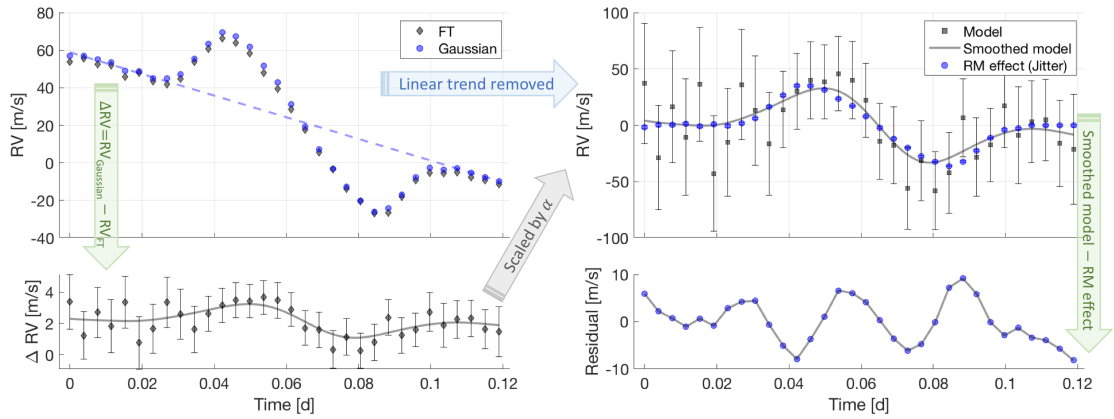 80
60
40
20
0
-20
-40
RV [m/s]
FT
Gaussian
Linear trend removed
ΔRV=RV_Gaussian − RV_FT
Scaled by α
4
2
0
Δ RV [m/s]
0 0.02 0.04 0.06 0.08 0.1 0.12
Time [d]
100
50
0
-50
-100
RV [m/s]
Model
Smoothed model
RM effect (Jitter)
Smoothed model − RM effect
10
0
-10
Residual [m/s]
0 0.02 0.04 0.06 0.08 0.1 0.12
Time [d]